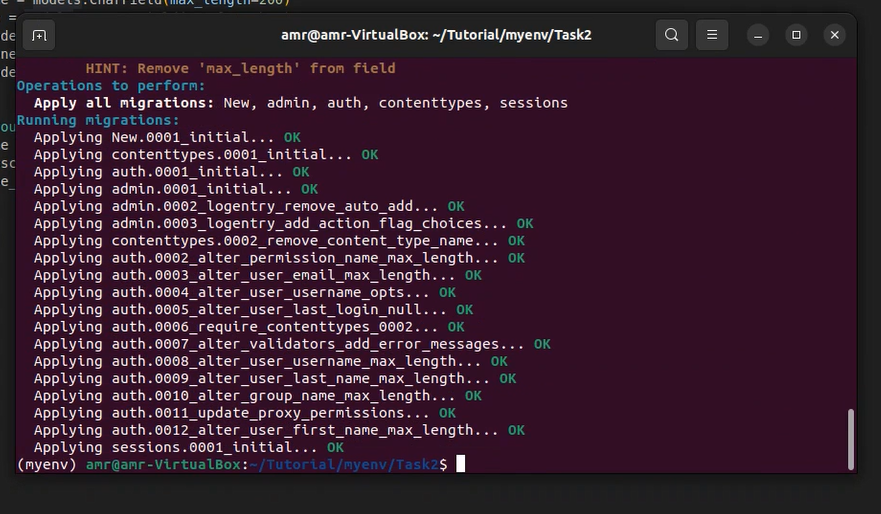 e = models.CharField(max_length=200)
amr@amr-VirtualBox: ~/Tutorial/myenv/Task2
HINT: Remove 'max_length' from field
Operations to perform:
Apply all migrations: New, admin, auth, contenttypes, sessions
Running migrations:
Applying New.0001_initial... OK
Applying contenttypes.0001_initial... OK
Applying auth.0001_initial... OK
Applying admin.0001_initial... OK
Applying admin.0002_logentry_remove_auto_add... OK
Applying admin.0003_logentry_add_action_flag_choices... OK
Applying contenttypes.0002_remove_content_type_name... OK
Applying auth.0002_alter_permission_name_max_length... OK
Applying auth.0003_alter_user_email_max_length... OK
Applying auth.0004_alter_user_username_opts... OK
Applying auth.0005_alter_user_last_login_null... OK
Applying auth.0006_require_contenttypes_0002... OK
Applying auth.0007_alter_validators_add_error_messages... OK
Applying auth.0008_alter_user_username_max_length... OK
Applying auth.0009_alter_user_last_name_max_length... OK
Applying auth.0010_alter_group_name_max_length... OK
Applying auth.0011_update_proxy_permissions... OK
Applying auth.0012_alter_user_first_name_max_length... OK
Applying sessions.0001_initial... OK
(myenv) amr@amr-VirtualBox:~/Tutorial/myenv/Task2$